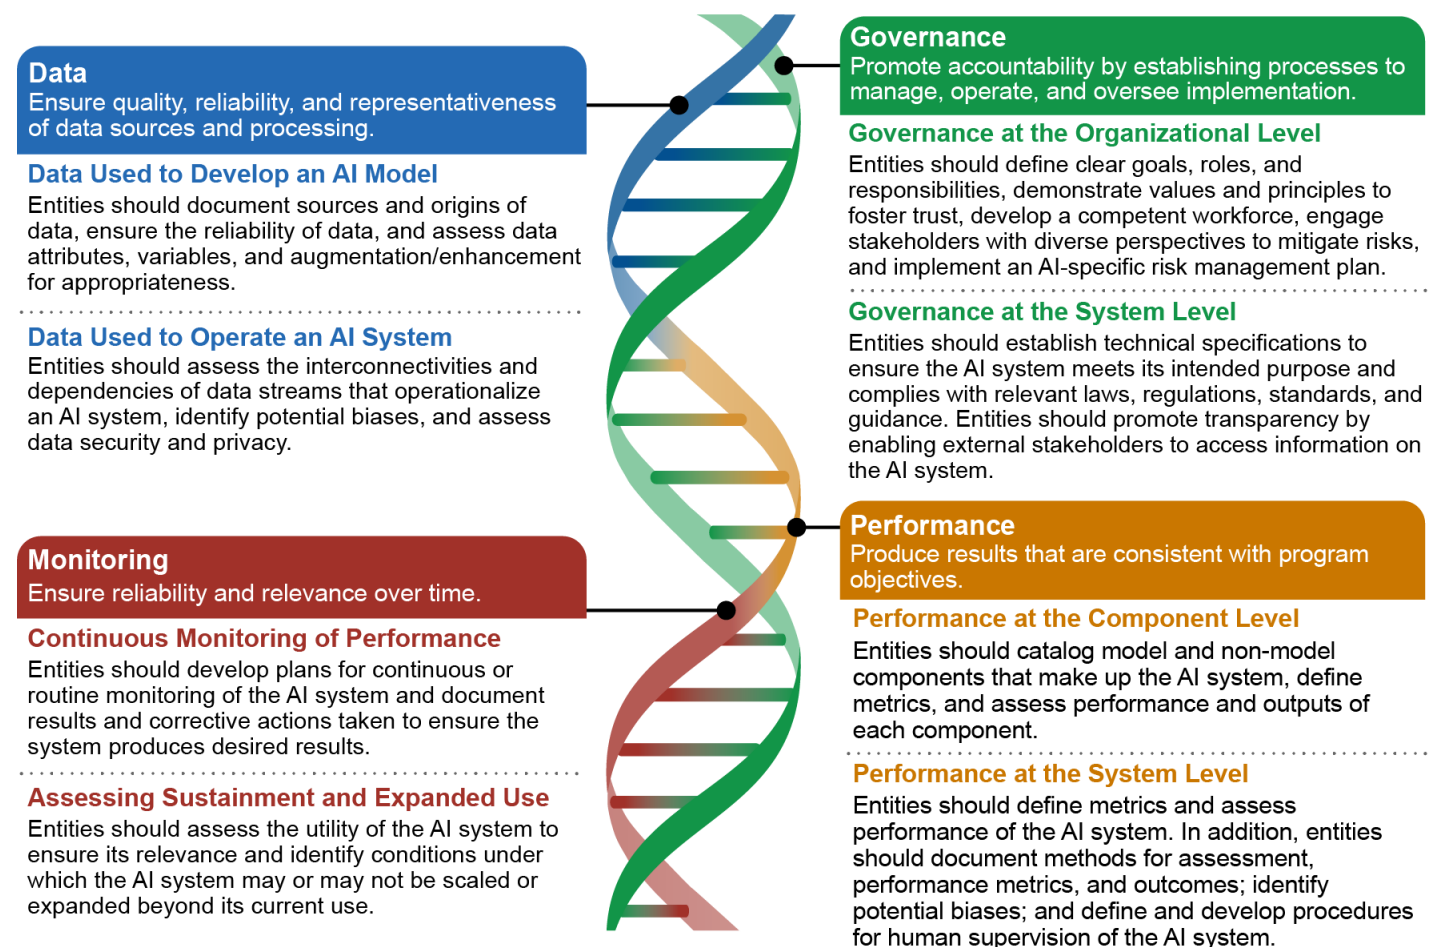 Data
Ensure quality, reliability, and representativeness
of data sources and processing.
Data Used to Develop an AI Model
Entities should document sources and origins of
data, ensure the reliability of data, and assess data
attributes, variables, and augmentation/enhancement
for appropriateness.
Data Used to Operate an AI System
Entities should assess the interconnectivities and
dependencies of data streams that operationalize
an AI system, identify potential biases, and assess
data security and privacy.
Monitoring
Ensure reliability and relevance over time.
Continuous Monitoring of Performance
Entities should develop plans for continuous or
routine monitoring of the AI system and document
results and corrective actions taken to ensure the
system produces desired results.
Assessing Sustainment and Expanded Use
Entities should assess the utility of the AI system to
ensure its relevance and identify conditions under
which the AI system may or may not be scaled or
expanded beyond its current use.
Governance
Promote accountability by establishing processes to
manage, operate, and oversee implementation.
Governance at the Organizational Level
Entities should define clear goals, roles, and
responsibilities, demonstrate values and principles to
foster trust, develop a competent workforce, engage
stakeholders with diverse perspectives to mitigate risks,
and implement an AI-specific risk management plan.
Governance at the System Level
Entities should establish technical specifications to
ensure the AI system meets its intended purpose and
complies with relevant laws, regulations, standards, and
guidance. Entities should promote transparency by
enabling external stakeholders to access information on
the AI system.
Performance
Produce results that are consistent with program
objectives.
Performance at the Component Level
Entities should catalog model and non-model
components that make up the AI system, define
metrics, and assess performance and outputs of
each component.
Performance at the System Level
Entities should define metrics and assess
performance of the AI system. In addition, entities
should document methods for assessment,
performance metrics, and outcomes; identify
potential biases; and define and develop procedures
for human supervision of the AI system.